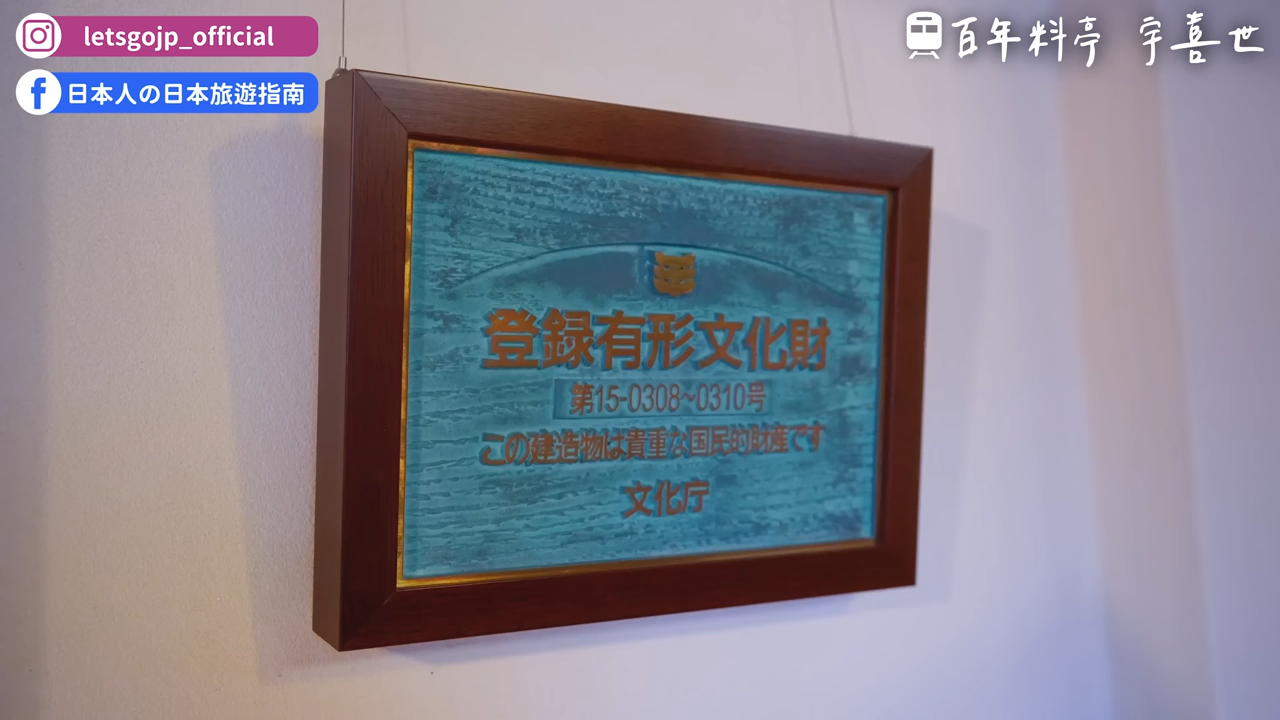 letsgojp_official
日本人の日本旅遊指南
百年料亭 宇喜世
登録有形文化財
第15-0308~0310号
この建造物は貴重な国民的財産です
文化庁